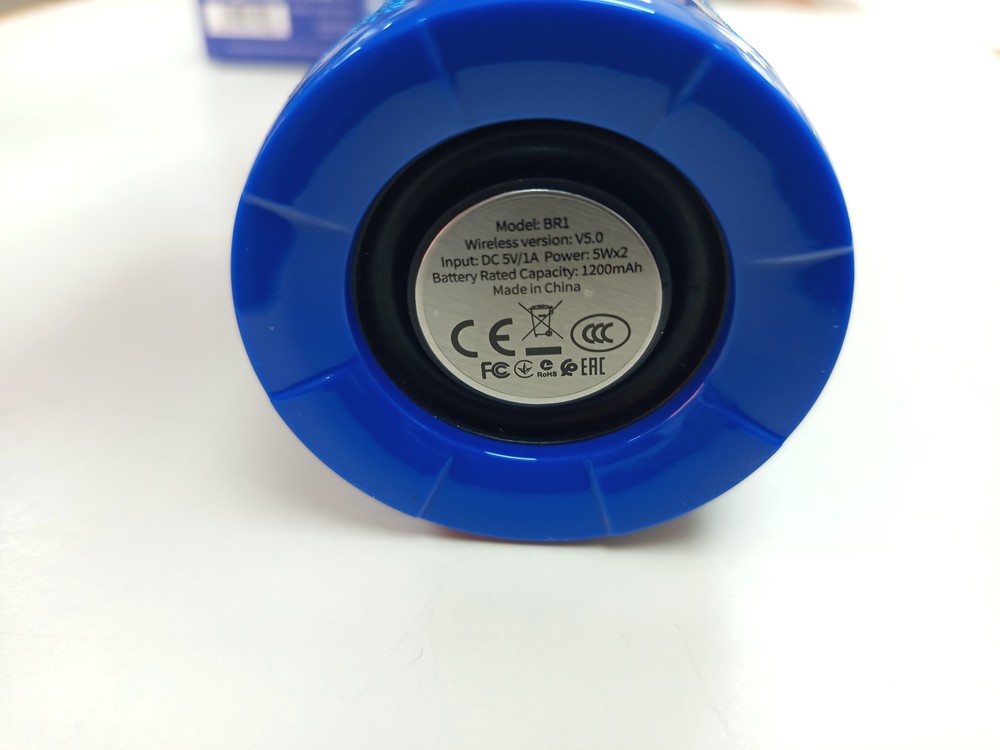 Model: BR1
Wireless version: V5.0
Input: DC 5V/1A Power: 5Wx2
Battery Rated Capacity: 1200mAh
Made in China
CE CCC
FC RoHS EAC